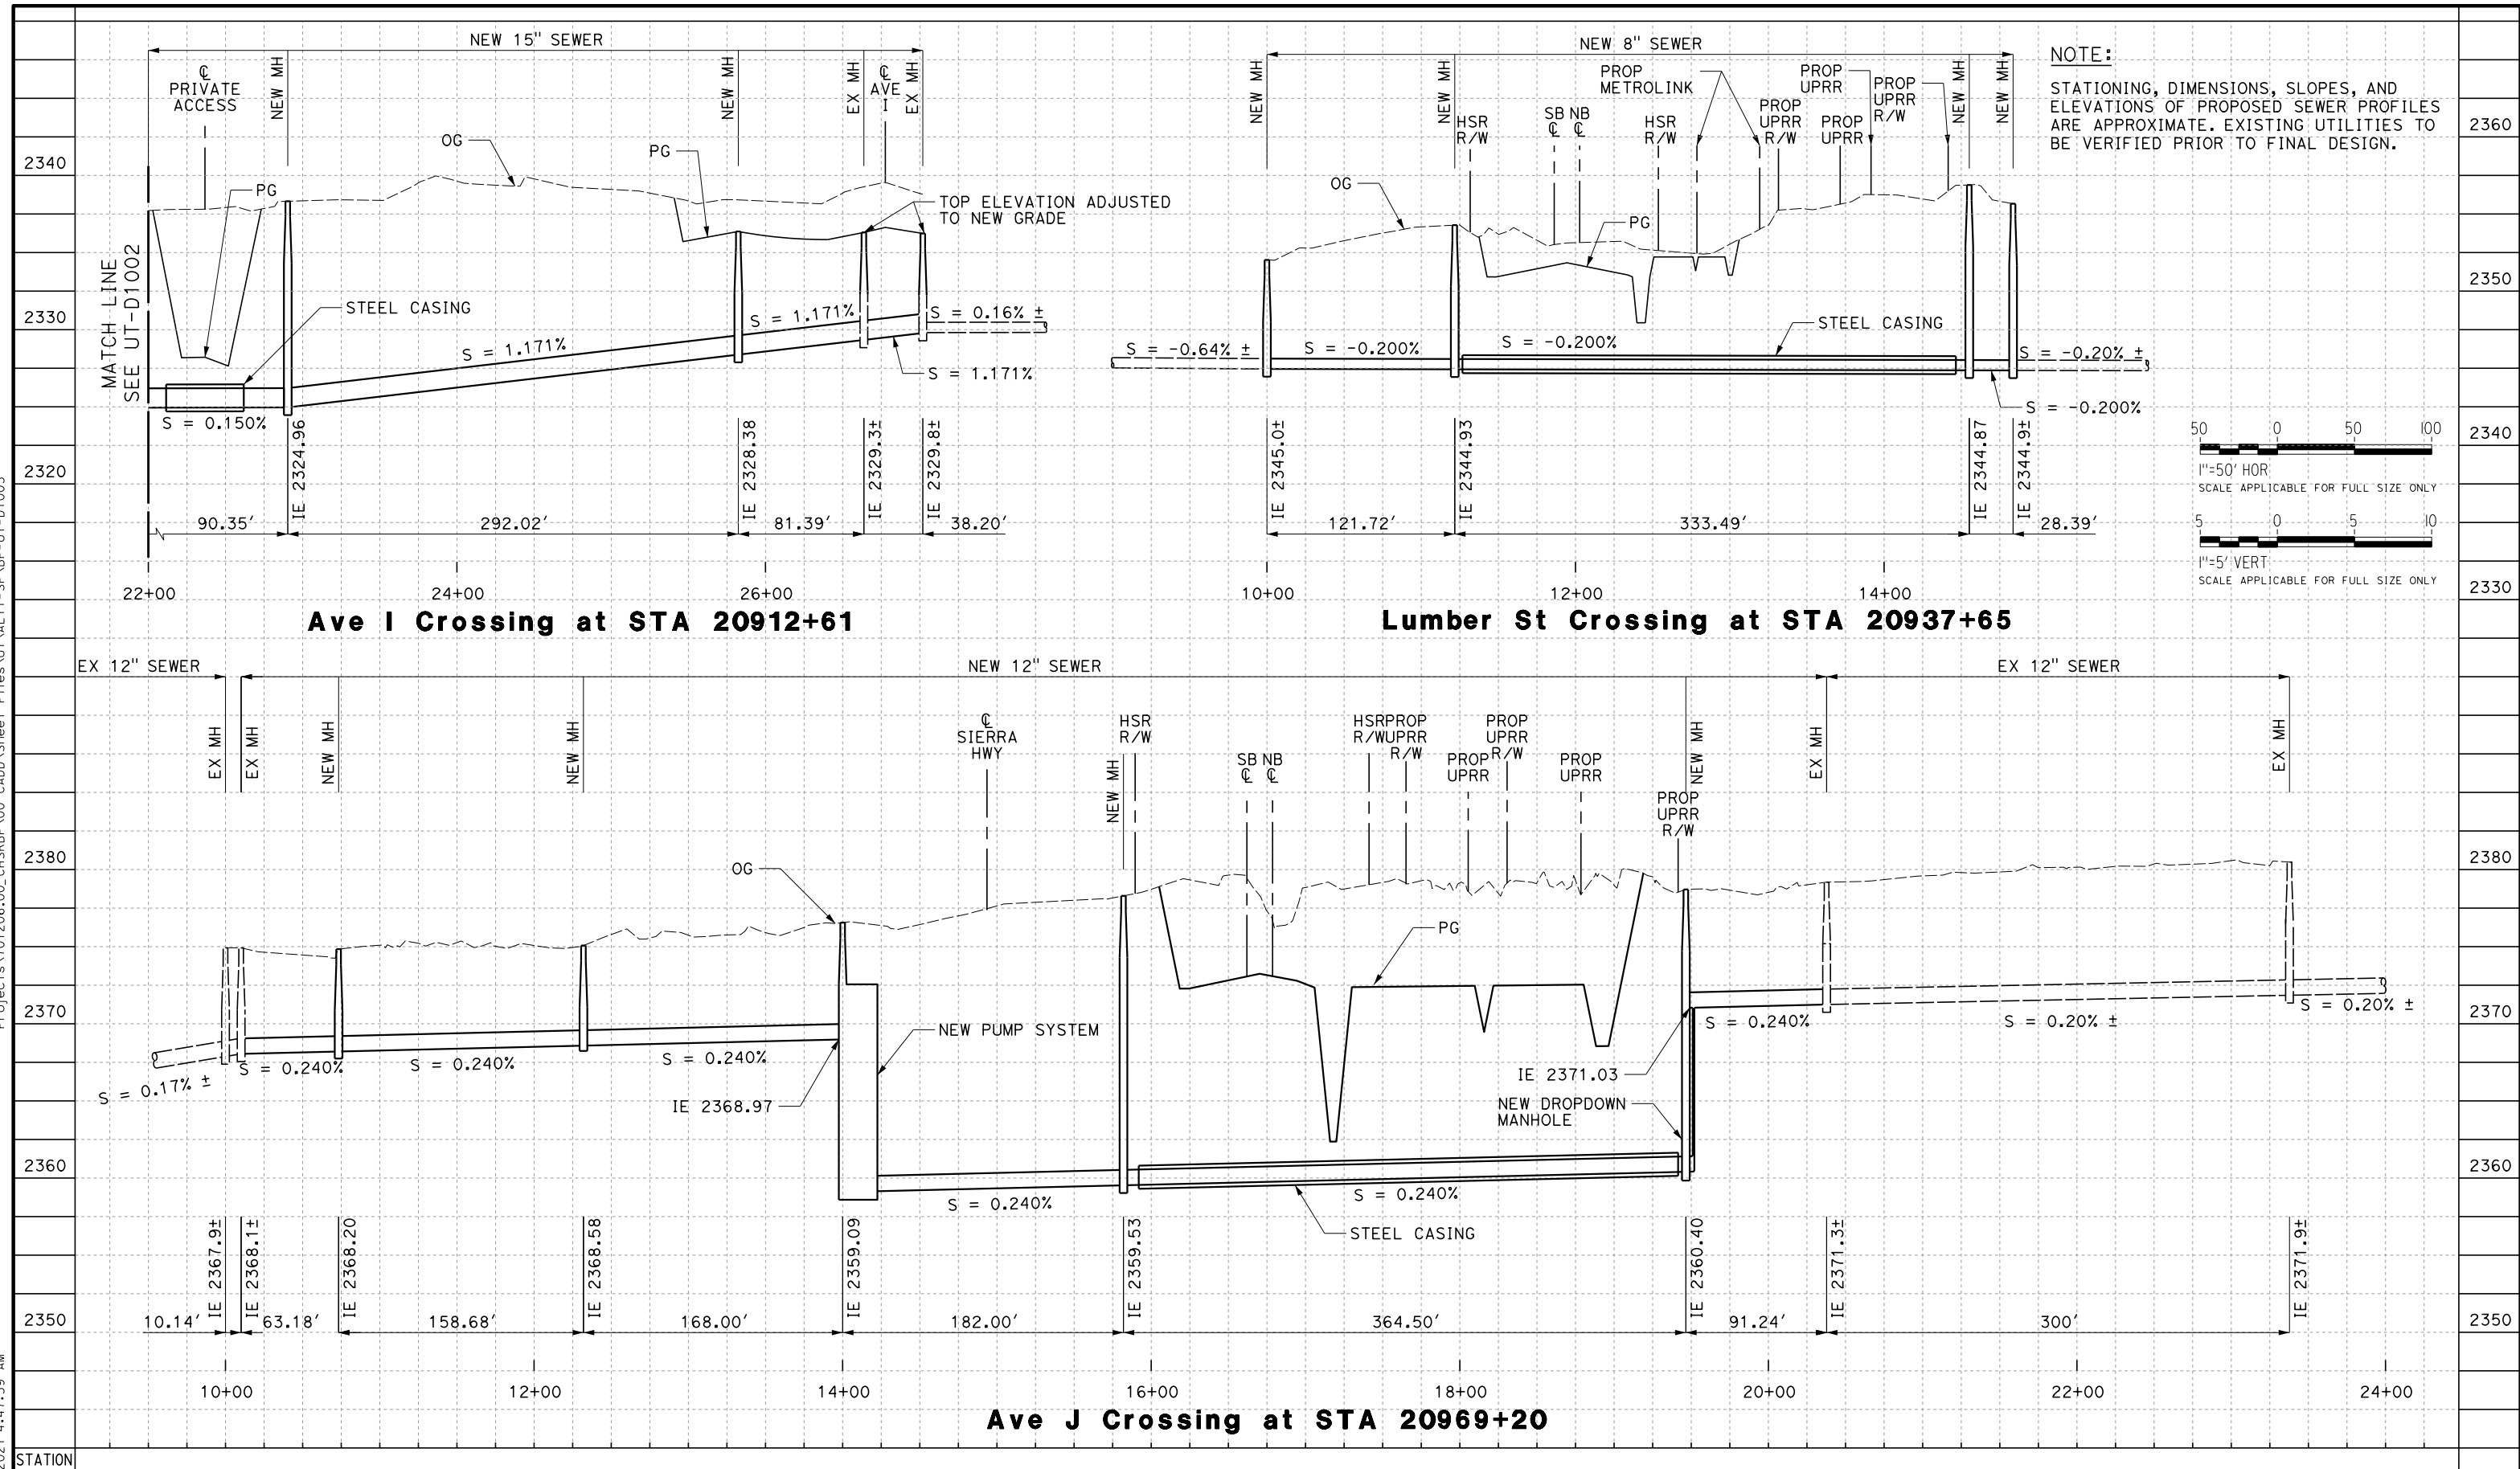 NEW 15" SEWER
℄
PRIVATE
ACCESS
NEW MH
NEW MH
EX MH
℄
AVE
I
EX MH
OG
PG
PG
TOP ELEVATION ADJUSTED
TO NEW GRADE
STEEL CASING
MATCH LINE
SEE UT-D1002
2340
2330
2320
S = 0.150%
S = 1.171%
S = 1.171%
S = 0.16% ±
S = 1.171%
IE 2324.96
IE 2328.38
IE 2329.3±
IE 2329.8±
90.35'
292.02'
81.39'
38.20'
22+00
24+00
26+00
Ave I Crossing at STA 20912+61
NEW 8" SEWER
NEW MH
NEW MH
HSR
R/W
SB
℄
NB
℄
HSR
R/W
PROP
METROLINK
PROP
UPRR
R/W
PROP
UPRR
PROP
UPRR
PROP
UPRR
R/W
NEW MH
NEW MH
OG
PG
STEEL CASING
S = -0.64% ±
S = -0.200%
S = -0.200%
S = -0.20% ±
S = -0.200%
IE 2345.0±
IE 2344.93
IE 2344.87
IE 2344.9±
121.72'
333.49'
28.39'
10+00
12+00
14+00
Lumber St Crossing at STA 20937+65
NOTE:
STATIONING, DIMENSIONS, SLOPES, AND
ELEVATIONS OF PROPOSED SEWER PROFILES
ARE APPROXIMATE. EXISTING UTILITIES TO
BE VERIFIED PRIOR TO FINAL DESIGN.
2360
2350
2340
2330
50 0 50 100
1"=50' HOR
SCALE APPLICABLE FOR FULL SIZE ONLY
5 0 5 10
1"=5' VERT
SCALE APPLICABLE FOR FULL SIZE ONLY
EX 12" SEWER
NEW 12" SEWER
EX 12" SEWER
EX MH
EX MH
NEW MH
NEW MH
℄
SIERRA
HWY
NEW MH
HSR
R/W
SB
℄
NB
℄
HSR
R/W
PROP
UPRR
R/W
PROP
UPRR
PROP
UPRR
R/W
PROP
UPRR
PROP
UPRR
R/W
NEW MH
EX MH
EX MH
2380
2370
2360
2350
2380
2370
2360
2350
OG
PG
NEW PUMP SYSTEM
S = 0.17% ±
S = 0.240%
S = 0.240%
S = 0.240%
IE 2368.97
S = 0.240%
S = 0.240%
STEEL CASING
IE 2371.03
NEW DROPDOWN
MANHOLE
S = 0.240%
S = 0.20% ±
S = 0.20% ±
IE 2367.9±
IE 2368.1±
IE 2368.20
IE 2368.58
IE 2359.09
IE 2359.53
IE 2360.40
IE 2371.3±
IE 2371.9±
10.14'
63.18'
158.68'
168.00'
182.00'
364.50'
91.24'
300'
10+00
12+00
14+00
16+00
18+00
20+00
22+00
24+00
Ave J Crossing at STA 20969+20
STATION